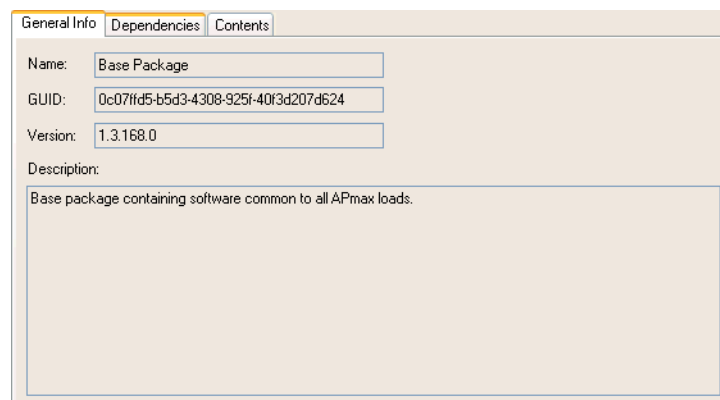 General Info Dependencies Contents
Name: Base Package
GUID: 0c07ffd5-b5d3-4308-925f-40f3d207d624
Version: 1.3.168.0
Description:
Base package containing software common to all APmax loads.